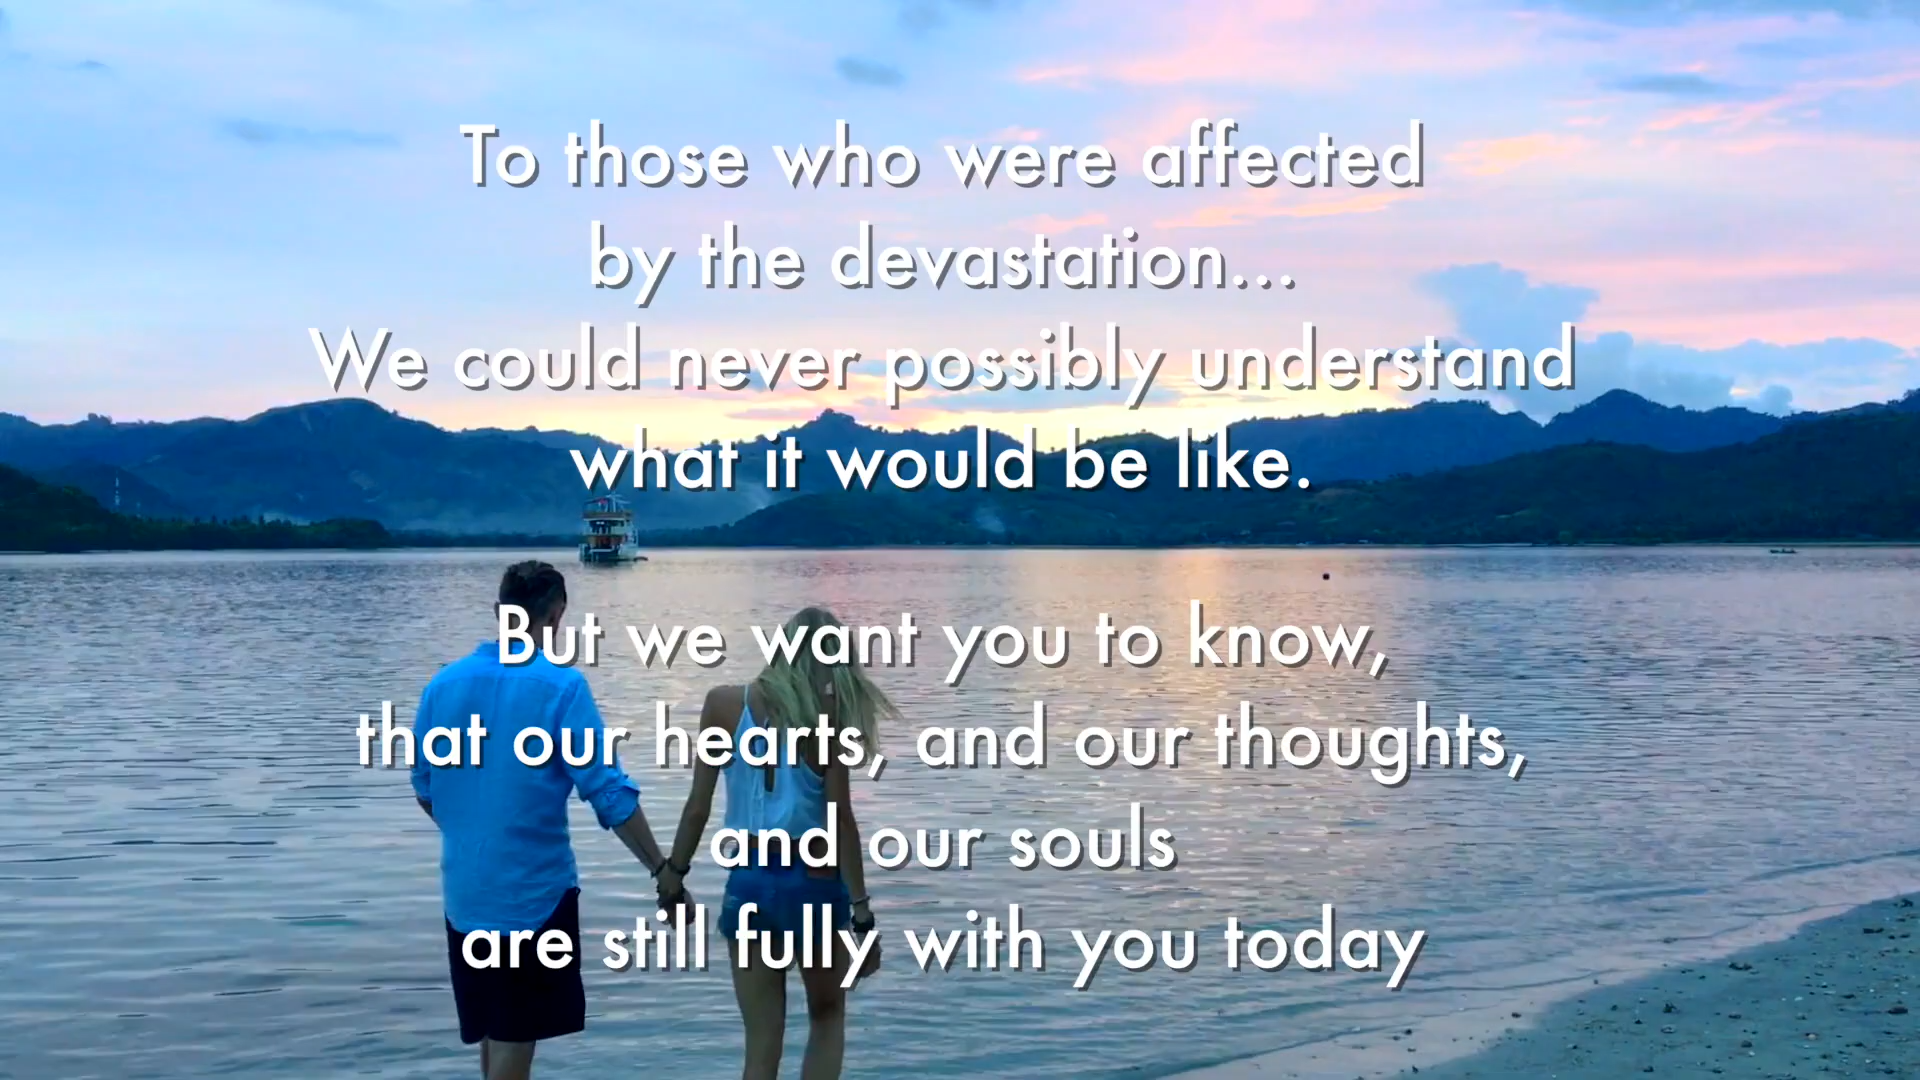 To those who were affected
by the devastation...
We could never possibly understand
what it would be like.
But we want you to know,
that our hearts, and our thoughts,
and our souls
are still fully with you today